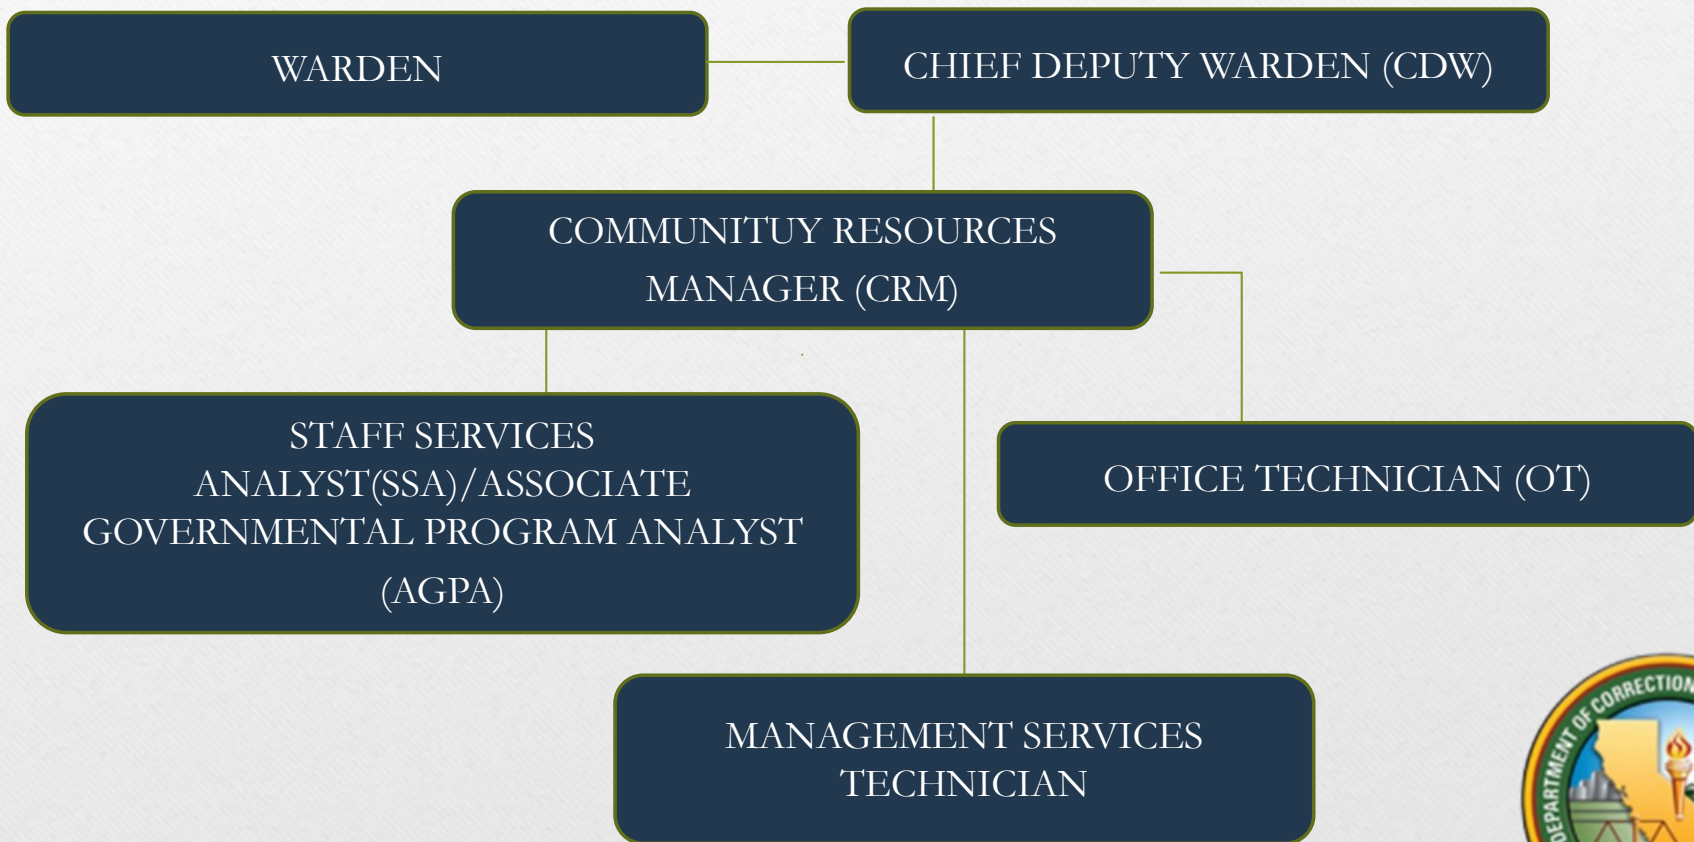 WARDEN
CHIEF DEPUTY WARDEN (CDW)
COMMUNITUY RESOURCES
MANAGER (CRM)
STAFF SERVICES
ANALYST(SSA)/ASSOCIATE
GOVERNMENTAL PROGRAM ANALYST
(AGPA)
OFFICE TECHNICIAN (OT)
MANAGEMENT SERVICES
TECHNICIAN
DEPARTMENT OF CORRECTION